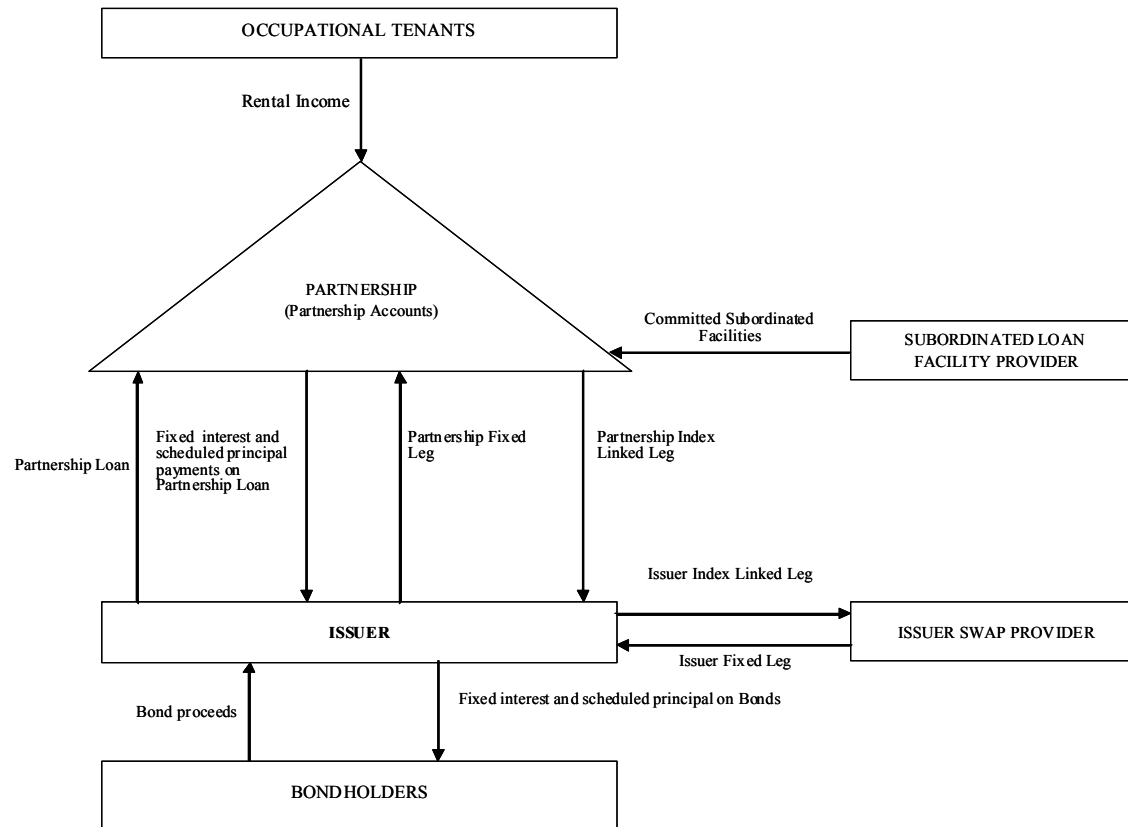 OCCUPATIONAL TENANTS
Rental Income
PARTNERSHIP
(Partnership Accounts)
Committed Subordinated
Facilities
SUBORDINATED LOAN
FACILITY PROVIDER
Partnership Loan
Fixed interest and
scheduled principal
payments on
Partnership Loan
Partnership Fixed
Leg
Partnership Index
Linked Leg
Issuer Index Linked Leg
ISSUER
ISSUER SWAP PROVIDER
Issuer Fixed Leg
Bond proceeds
Fixed interest and scheduled principal on Bonds
BONDHOLDERS